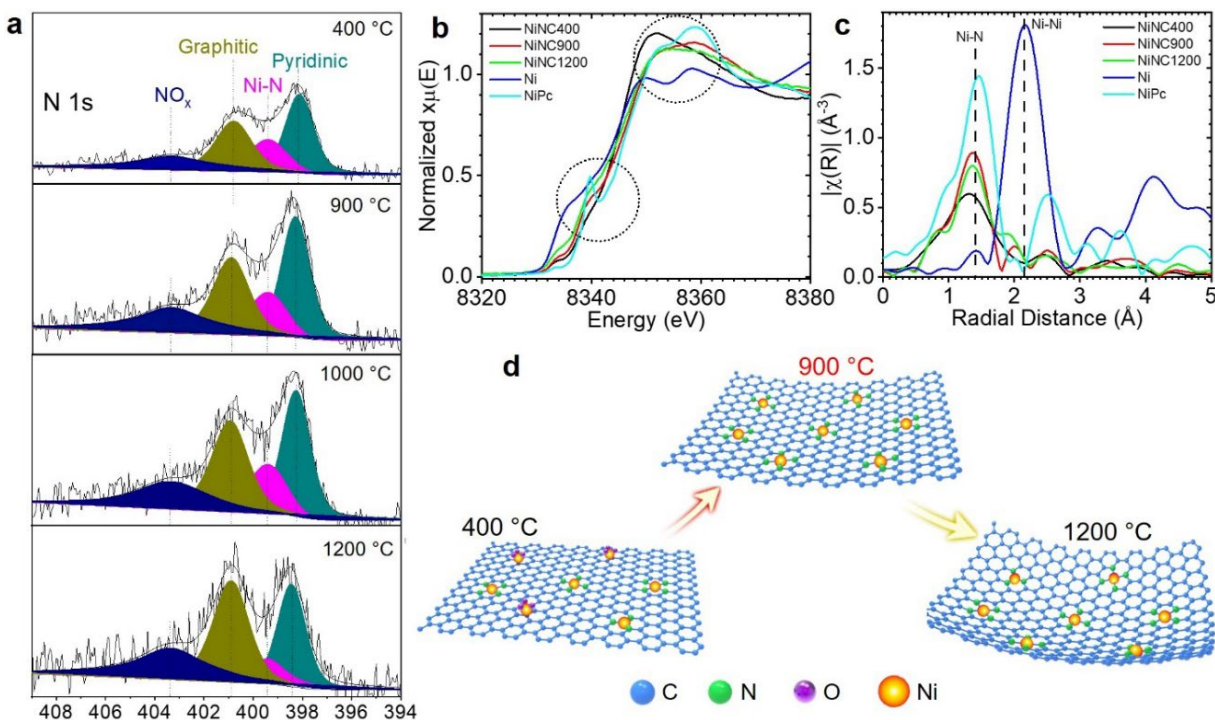 a
400 °C
Graphitic
Pyridinic
Ni-N
NOx
N 1s
900 °C
1000 °C
1200 °C
408 406 404 402 400 398 396 394
b
NiNC400
NiNC900
NiNC1200
Ni
NiPc
Normalized xμ(E)
1.0
0.5
0.0
8320 8340 8360 8380
Energy (eV)
c
Ni-N
Ni-Ni
NiNC400
NiNC900
NiNC1200
Ni
NiPc
|χ(R)| (Å-3)
1.5
1.0
0.5
0.0
0 1 2 3 4 5
Radial Distance (Å)
d
900 °C
400 °C
1200 °C
C N O Ni